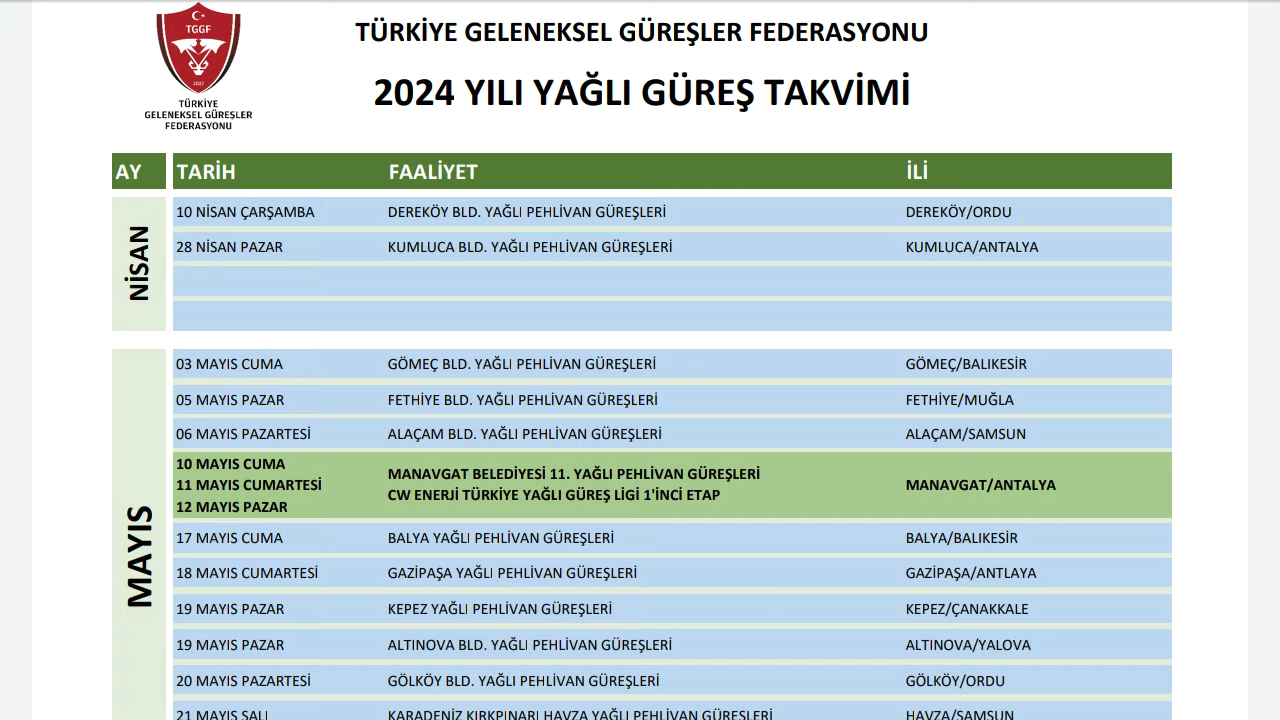 TGGF
2022
TÜRKİYE
GELENEKSEL GÜREŞLER
FEDERASYONU
TÜRKİYE GELENEKSEL GÜREŞLER FEDERASYONU
2024 YILI YAĞLI GÜREŞ TAKVİMİ
AY TARİH FAALİYET İLİ
NİSAN
10 NİSAN ÇARŞAMBA DEREKÖY BLD. YAĞLI PEHLİVAN GÜREŞLERİ DEREKÖY/ORDU
28 NİSAN PAZAR KUMLUCA BLD. YAĞLI PEHLİVAN GÜREŞLERİ KUMLUCA/ANTALYA
MAYIS
03 MAYIS CUMA GÖMEÇ BLD. YAĞLI PEHLİVAN GÜREŞLERİ GÖMEÇ/BALIKESİR
05 MAYIS PAZAR FETHİYE BLD. YAĞLI PEHLİVAN GÜREŞLERİ FETHİYE/MUĞLA
06 MAYIS PAZARTESİ ALAÇAM BLD. YAĞLI PEHLİVAN GÜREŞLERİ ALAÇAM/SAMSUN
10 MAYIS CUMA
11 MAYIS CUMARTESİ
12 MAYIS PAZAR
MANAVGAT BELEDİYESİ 11. YAĞLI PEHLİVAN GÜREŞLERİ
CW ENERJİ TÜRKİYE YAĞLI GÜREŞ LİGİ 1'İNCİ ETAP
MANAVGAT/ANTALYA
17 MAYIS CUMA BALYA YAĞLI PEHLİVAN GÜREŞLERİ BALYA/BALIKESİR
18 MAYIS CUMARTESİ GAZİPAŞA YAĞLI PEHLİVAN GÜREŞLERİ GAZİPAŞA/ANTLAYA
19 MAYIS PAZAR KEPEZ YAĞLI PEHLİVAN GÜREŞLERİ KEPEZ/ÇANAKKALE
19 MAYIS PAZAR ALTINOVA BLD. YAĞLI PEHLİVAN GÜREŞLERİ ALTINOVA/YALOVA
20 MAYIS PAZARTESİ GÖLKÖY BLD. YAĞLI PEHLİVAN GÜREŞLERİ GÖLKÖY/ORDU
21 MAYIS SALI KARADENİZ KIRKPINARI HAVZA YAĞLI PEHLİVAN GÜREŞLERİ HAVZA/SAMSUN